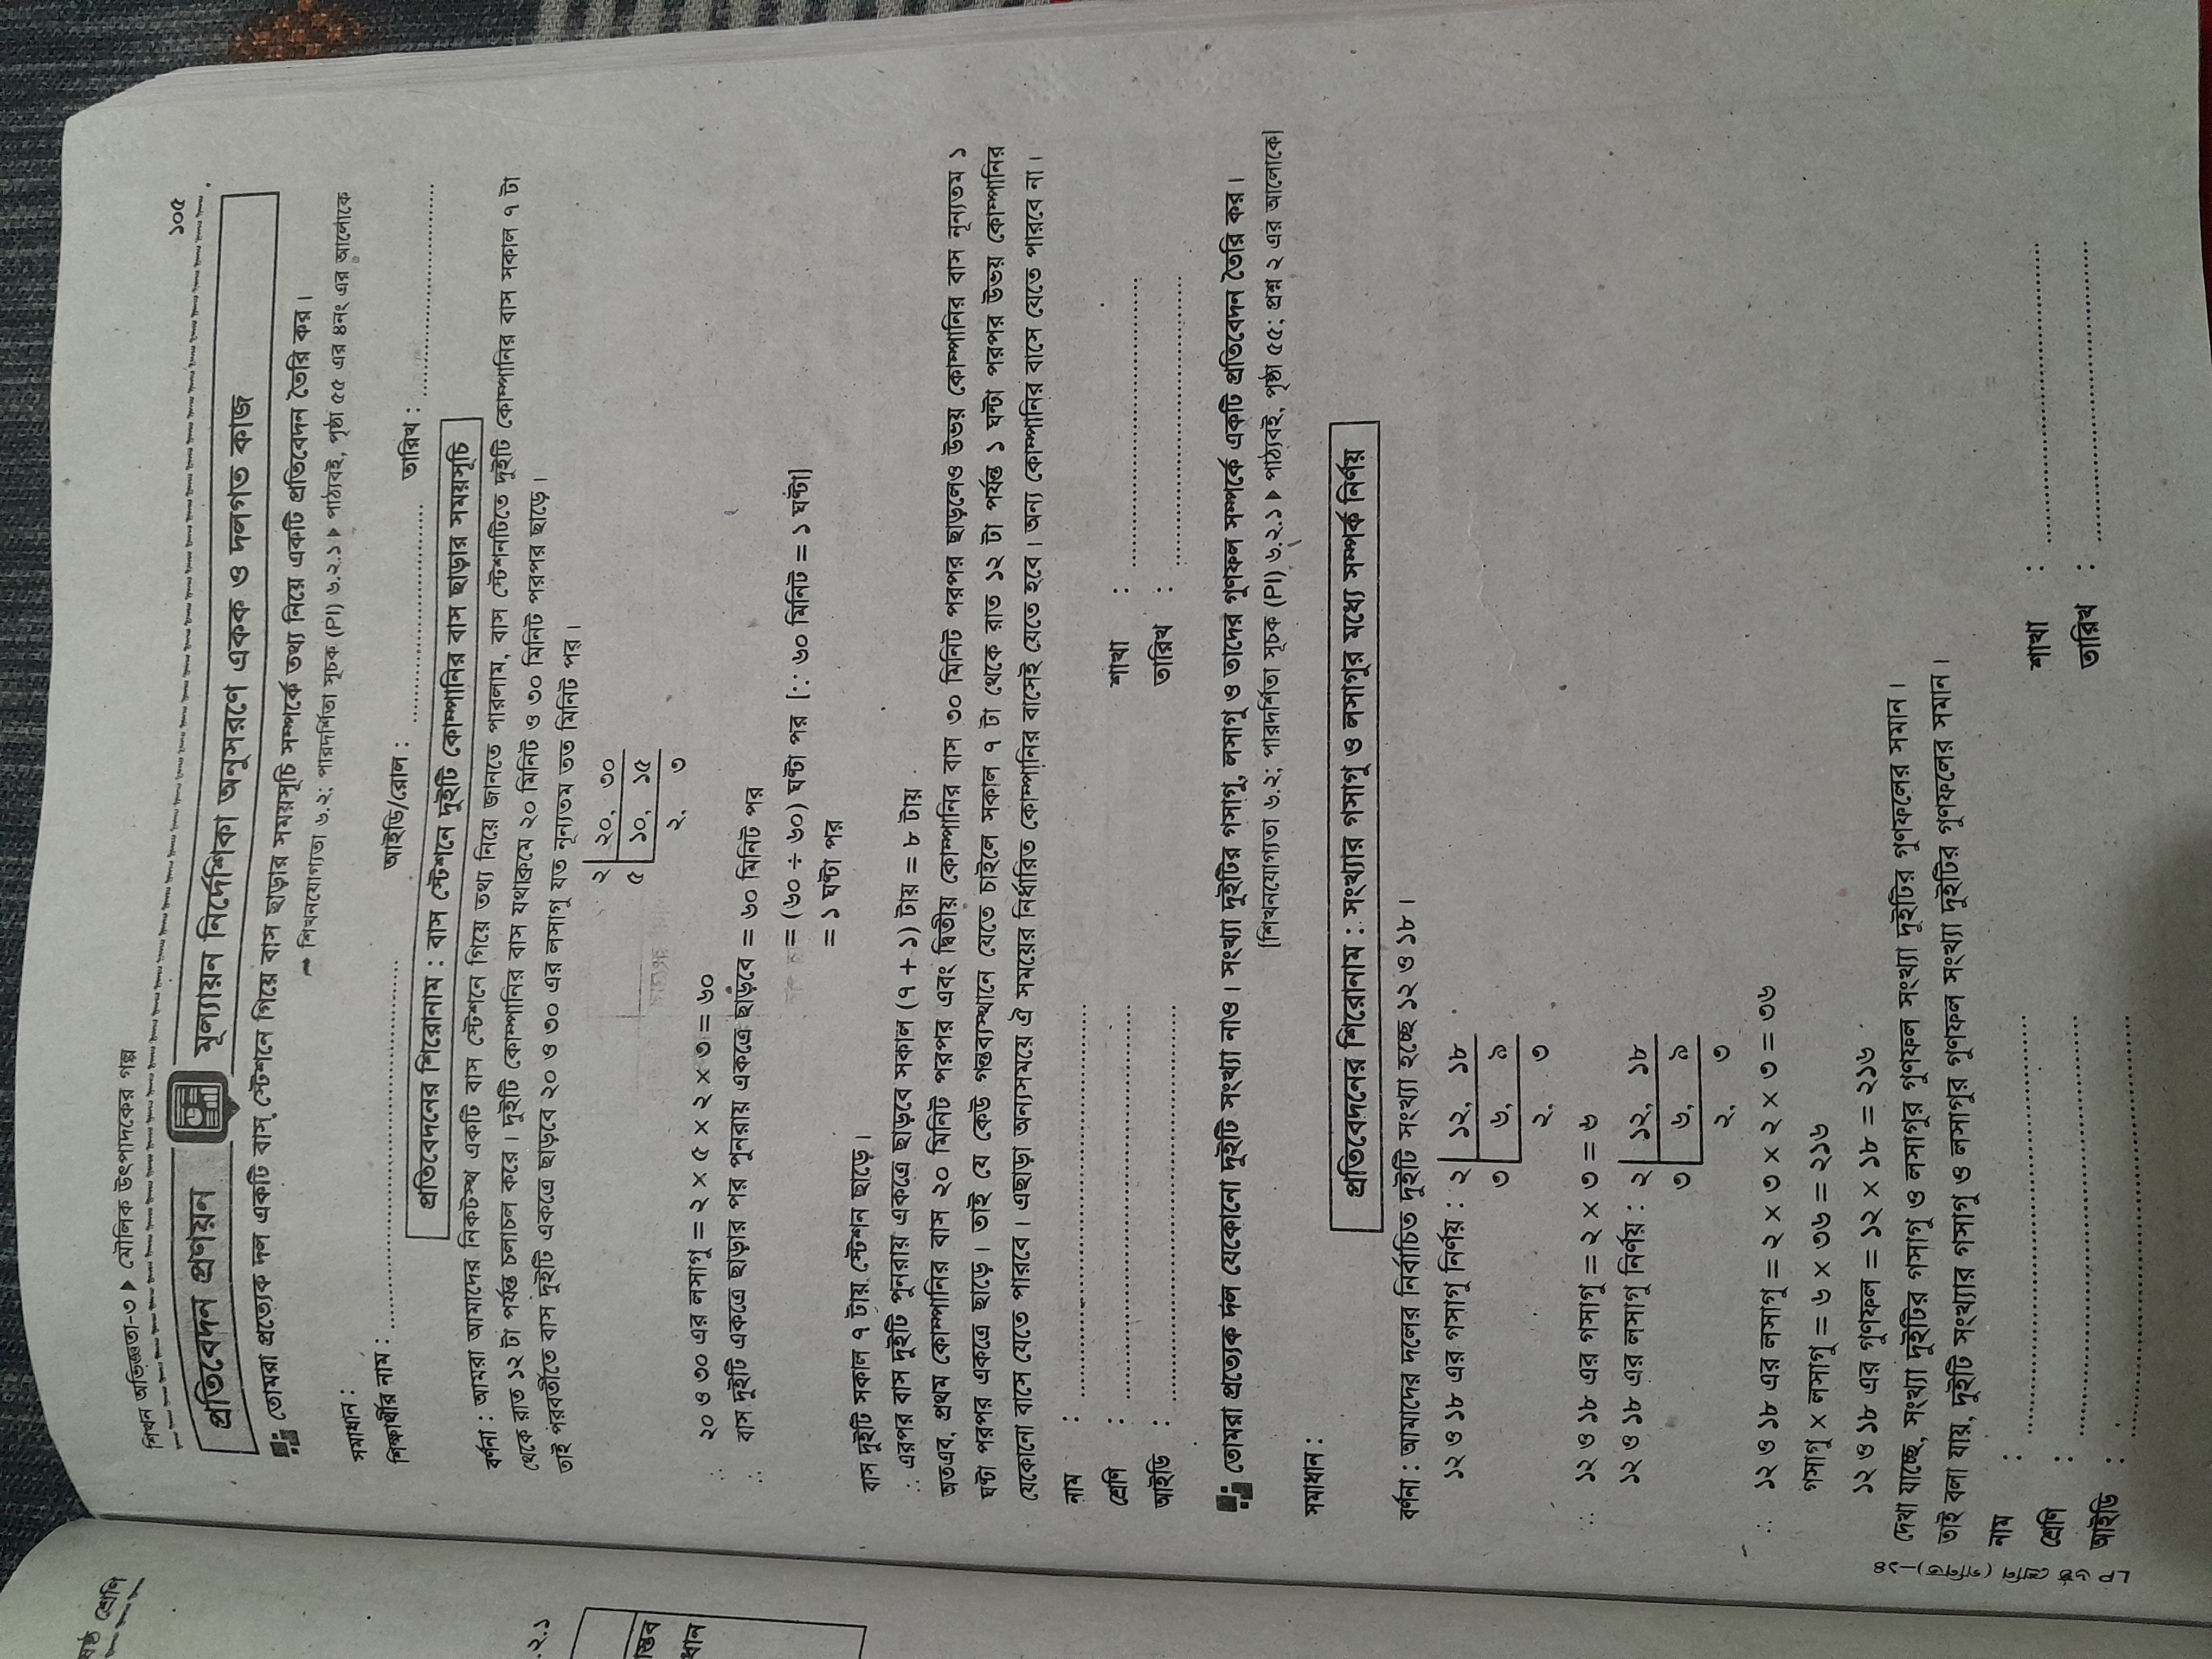 ষষ্ঠ শ্রেণি
.২.১
াস্তব
ধান
শিখন অভিজ্ঞতা-৩ ▶ মৌলিক উৎপাদকের গল্প
১০৫
প্রতিবেদন প্রণয়ন মূল্যায়ন নির্দেশিকা অনুসরণে একক ও দলগত কাজ
তোমরা প্রত্যেক দল একটি বাস স্টেশনে গিয়ে বাস ছাড়ার সময়সূচি সম্পর্কে তথ্য নিয়ে একটি প্রতিবেদন তৈরি কর।
➞ শিখনযোগ্যতা ৬.২; পারদর্শিতা সূচক (PI) ৬.২.১ ▶ পাঠ্যবই, পৃষ্ঠা ৫৫ এর ৪নং এর আলোকে
সমাধান :
শিক্ষার্থীর নাম : .................... আইডি/রোল : .................... তারিখ : ....................
প্রতিবেদনের শিরোনাম : বাস স্টেশনে দুইটি কোম্পানির বাস ছাড়ার সময়সূচি
বর্ণনা : আমরা আমাদের নিকটস্থ একটি বাস স্টেশনে গিয়ে তথ্য নিয়ে জানতে পারলাম, বাস স্টেশনটিতে দুইটি কোম্পানির বাস সকাল ৭ টা
থেকে রাত ১২ টা পর্যন্ত চলাচল করে। দুইটি কোম্পানির বাস যথাক্রমে ২০ মিনিট ও ৩০ মিনিট পরপর ছাড়ে।
তাই পরবর্তীতে বাস দুইটি একত্রে ছাড়বে ২০ ও ৩০ এর লসাগু যত নূন্যতম তত মিনিট পর।
২ | ২০, ৩০
৫ | ১০, ১৫
২, ৩
∴ ২০ ও ৩০ এর লসাগু = ২ × ৫ × ২ × ৩ = ৬০
∴ বাস দুইটি একত্রে ছাড়ার পর পুনরায় একত্রে ছাড়বে = ৬০ মিনিট পর
= (৬০ ÷ ৬০) ঘণ্টা পর [∵ ৬০ মিনিট = ১ ঘণ্টা]
= ১ ঘণ্টা পর
বাস দুইটি সকাল ৭ টায় স্টেশন ছাড়ে।
∴ এরপর বাস দুইটি পুনরায় একত্রে ছাড়বে সকাল (৭ + ১) টায় = ৮ টায়
অতএব, প্রথম কোম্পানির বাস ২০ মিনিট পরপর এবং দ্বিতীয় কোম্পানির বাস ৩০ মিনিট পরপর ছাড়লেও উভয় কোম্পানির বাস নূন্যতম ১
ঘণ্টা পরপর একত্রে ছাড়ে। তাই যে কেউ গন্তব্যস্থানে যেতে চাইলে সকাল ৭ টা থেকে রাত ১২ টা পর্যন্ত ১ ঘন্টা পরপর উভয় কোম্পানির
যেকোনো বাসে যেতে পারবে। এছাড়া অন্যসময়ে ঐ সময়ের নির্ধারিত কোম্পানির বাসেই যেতে হবে। অন্য কোম্পানির বাসে যেতে পারবে না।
নাম : ....................
শ্রেণি : .................... শাখা : ....................
আইডি : .................... তারিখ : ....................
তোমরা প্রত্যেক দল যেকোনো দুইটি সংখ্যা নাও। সংখ্যা দুইটির গসাগু, লসাগু ও তাদের গুণফল সম্পর্কে একটি প্রতিবেদন তৈরি কর।
[শিখনযোগ্যতা ৬.২; পারদর্শিতা সূচক (PI) ৬.২.১ ▶ পাঠ্যবই, পৃষ্ঠা ৫৫; প্রশ্ন ২ এর আলোকে]
সমাধান :
প্রতিবেদনের শিরোনাম : সংখ্যার গসাগু ও লসাগুর মধ্যে সম্পর্ক নির্ণয়
বর্ণনা : আমাদের দলের নির্বাচিত দুইটি সংখ্যা হচ্ছে ১২ ও ১৮।
১২ ও ১৮ এর গসাগু নির্ণয় : ২ | ১২, ১৮
৩ | ৬, ৯
২, ৩
∴ ১২ ও ১৮ এর গসাগু = ২ × ৩ = ৬
১২ ও ১৮ এর লসাগু নির্ণয় : ২ | ১২, ১৮
৩ | ৬, ৯
২, ৩
∴ ১২ ও ১৮ এর লসাগু = ২ × ৩ × ২ × ৩ = ৩৬
গসাগু × লসাগু = ৬ × ৩৬ = ২১৬
১২ ও ১৮ এর গুণফল = ১২ × ১৮ = ২১৬
দেখা যাচ্ছে, সংখ্যা দুইটির গসাগু ও লসাগুর গুণফল সংখ্যা দুইটির গুণফলের সমান।
তাই বলা যায়, দুইটি সংখ্যার গসাগু ও লসাগুর গুণফল সংখ্যা দুইটির গুণফলের সমান।
নাম : ....................
শ্রেণি : .................... শাখা : ....................
আইডি : .................... তারিখ : ....................
LP ৬ষ্ঠ শ্রেণি (গণিত)–১৪